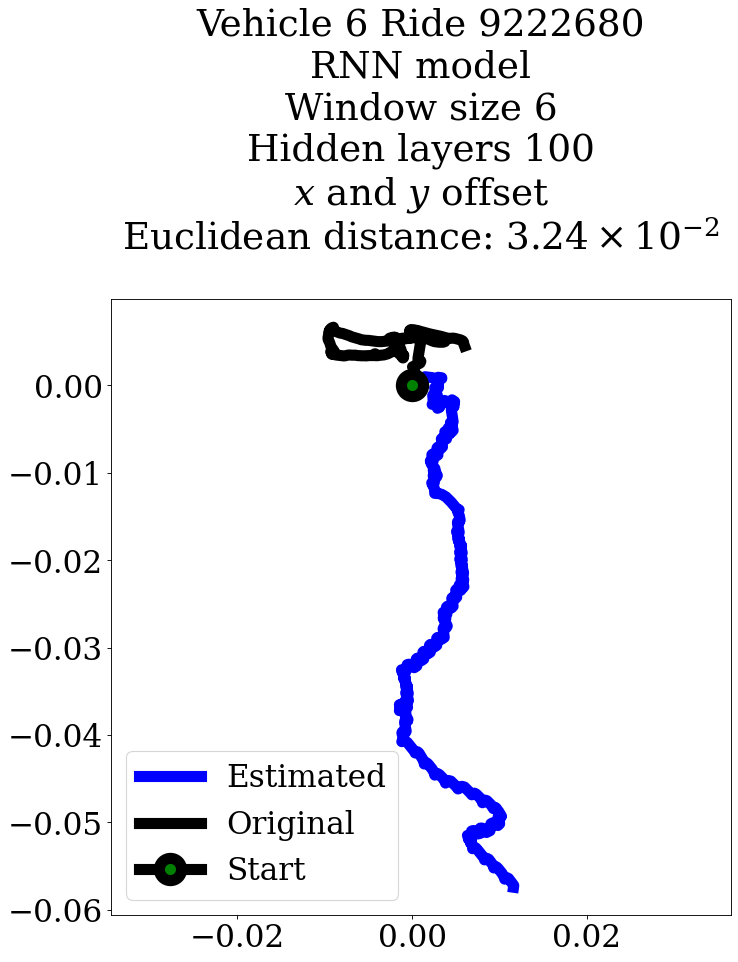 Vehicle 6 Ride 9222680
RNN model
Window size 6
Hidden layers 100
x and y offset
Euclidean distance: 3.24 × 10⁻²
0.00
−0.01
−0.02
−0.03
−0.04
−0.05
−0.06
Estimated
Original
Start
−0.02 0.00 0.02